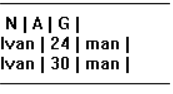 N | A | G |
Ivan | 24 | man |
Ivan | 30 | man |